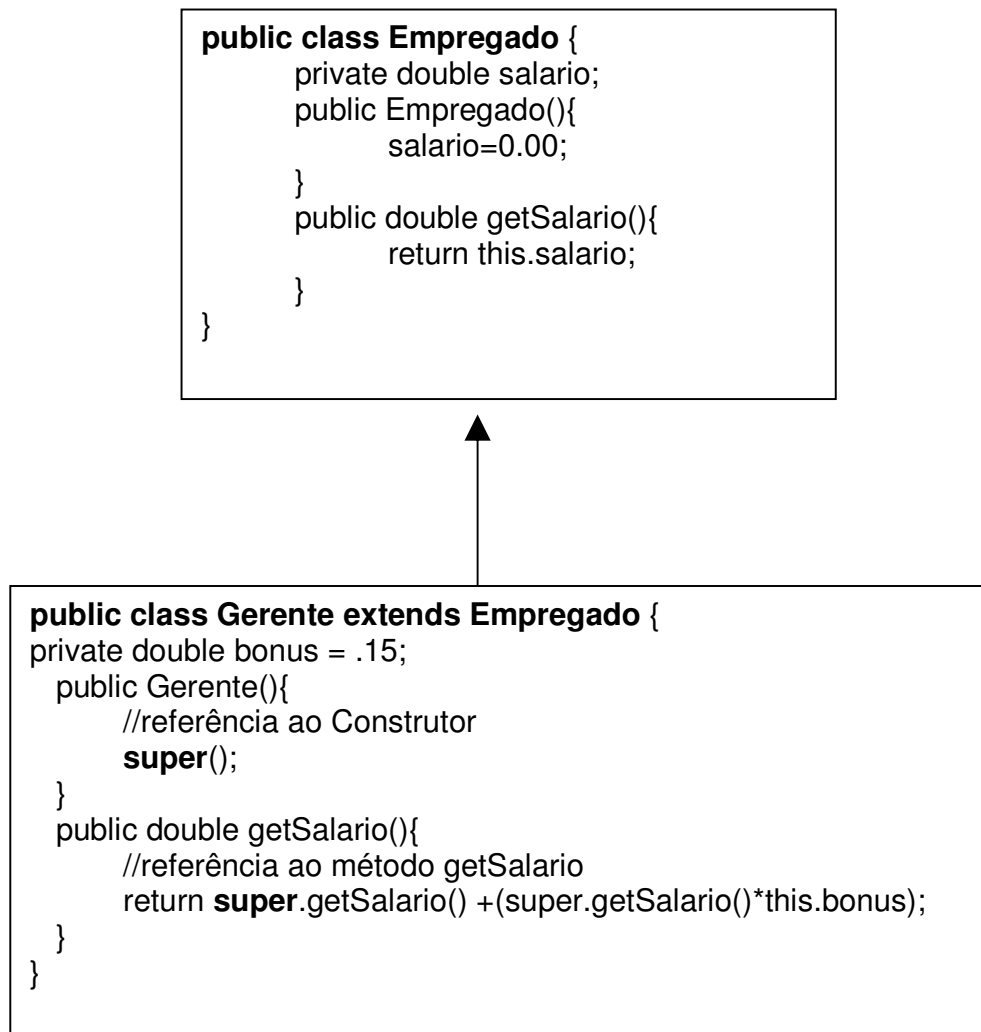 public class Empregado {
private double salario;
public Empregado(){
salario=0.00;
}
public double getSalario(){
return this.salario;
}
}
public class Gerente extends Empregado {
private double bonus = .15;
public Gerente(){
//referência ao Construtor
super();
}
public double getSalario(){
//referência ao método getSalario
return super.getSalario() +(super.getSalario()*this.bonus);
}
}